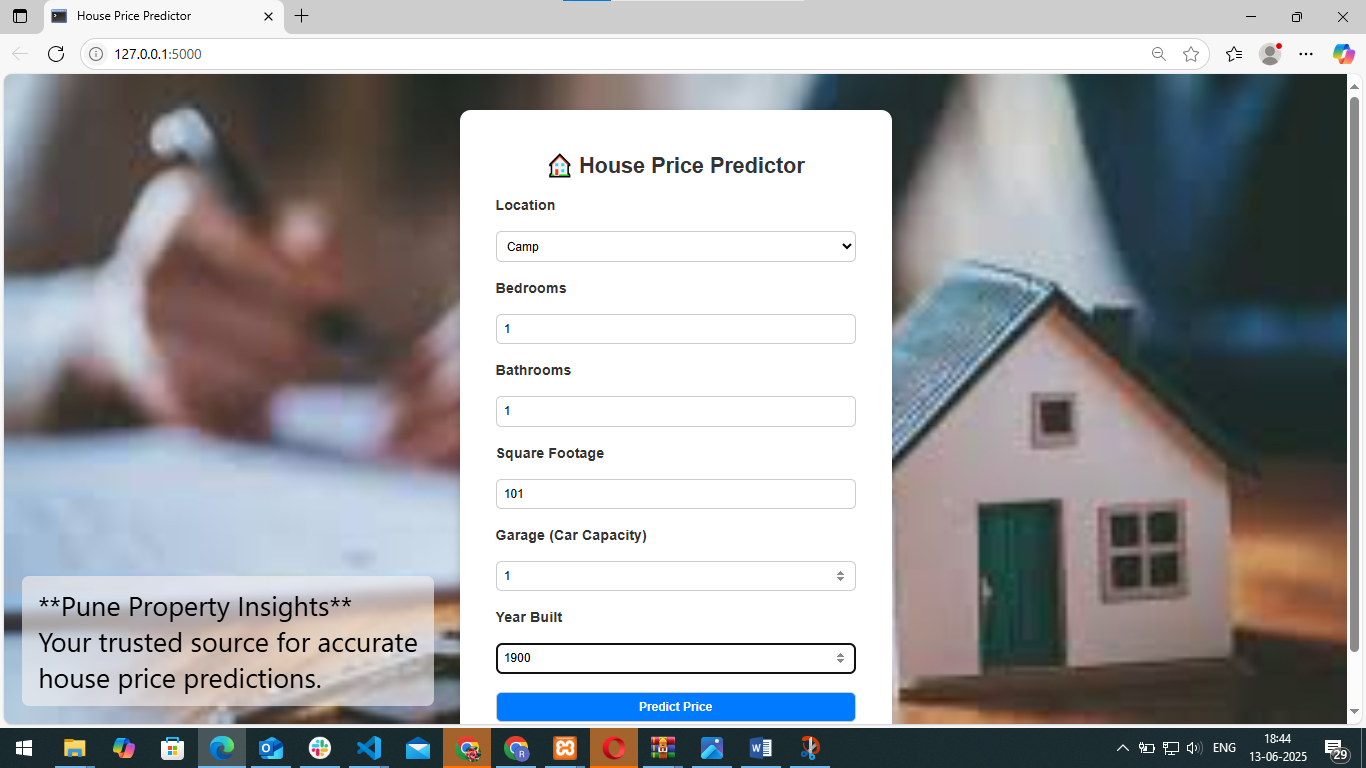 House Price Predictor
127.0.0.1:5000
🏠 House Price Predictor
Location
Camp
Bedrooms
1
Bathrooms
1
Square Footage
101
Garage (Car Capacity)
1
Year Built
1900
Predict Price
**Pune Property Insights**
Your trusted source for accurate
house price predictions.
ENG
18:44
13-06-2025
29